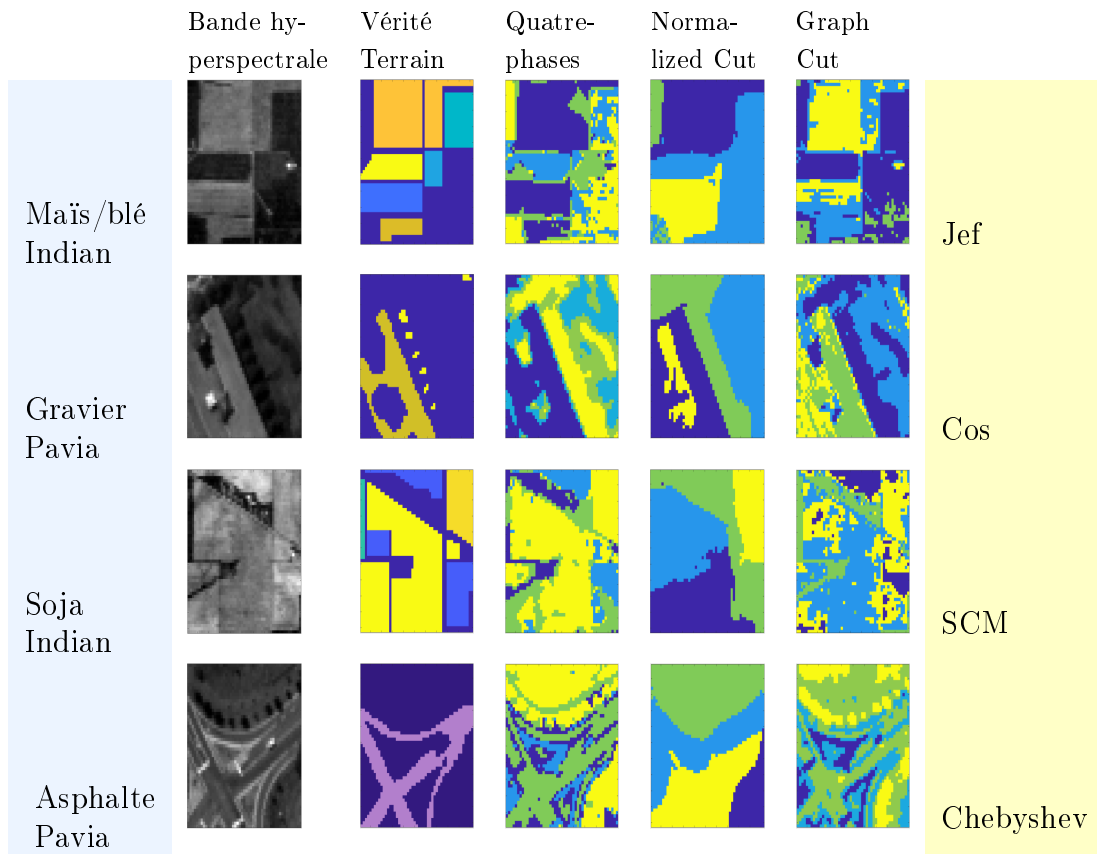 Bande hy-
perspectrale
Vérité
Terrain
Quatre-
phases
Norma-
lized Cut
Graph
Cut
Maïs/blé
Indian
Jef
Gravier
Pavia
Cos
Soja
Indian
SCM
Asphalte
Pavia
Chebyshev